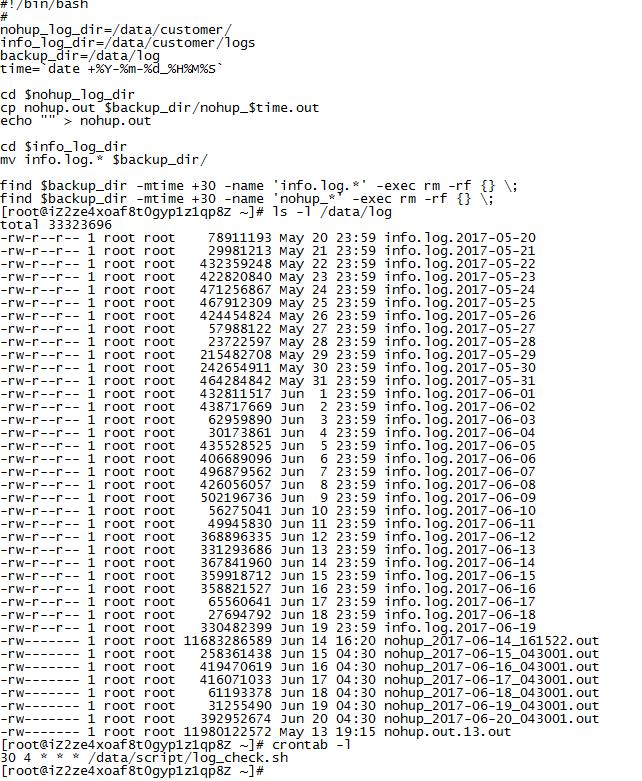 #!/bin/bash
#
nohup_log_dir=/data/customer/
info_log_dir=/data/customer/logs
backup_dir=/data/log
time=`date +%Y-%m-%d_%H%M%S`
cd $nohup_log_dir
cp nohup.out $backup_dir/nohup_$time.out
echo "" > nohup.out
cd $info_log_dir
mv info.log.* $backup_dir/
find $backup_dir -mtime +30 -name 'info.log.*' -exec rm -rf {} \;
find $backup_dir -mtime +30 -name 'nohup_*' -exec rm -rf {} \;
[root@iZ2ze4xoaf8t0gyp1z1qp8Z ~]# ls -l /data/log
total 33323696
-rw-r--r-- 1 root root    78911193 May 20 23:59 info.log.2017-05-20
-rw-r--r-- 1 root root    29981213 May 21 23:59 info.log.2017-05-21
-rw-r--r-- 1 root root   432359248 May 22 23:59 info.log.2017-05-22
-rw-r--r-- 1 root root   422820840 May 23 23:59 info.log.2017-05-23
-rw-r--r-- 1 root root   471256867 May 24 23:59 info.log.2017-05-24
-rw-r--r-- 1 root root   467912309 May 25 23:59 info.log.2017-05-25
-rw-r--r-- 1 root root   424454824 May 26 23:59 info.log.2017-05-26
-rw-r--r-- 1 root root    57988122 May 27 23:59 info.log.2017-05-27
-rw-r--r-- 1 root root    23722597 May 28 23:59 info.log.2017-05-28
-rw-r--r-- 1 root root   215482708 May 29 23:59 info.log.2017-05-29
-rw-r--r-- 1 root root   242654911 May 30 23:59 info.log.2017-05-30
-rw-r--r-- 1 root root   464284842 May 31 23:59 info.log.2017-05-31
-rw-r--r-- 1 root root   432811517 Jun  1 23:59 info.log.2017-06-01
-rw-r--r-- 1 root root   438717669 Jun  2 23:59 info.log.2017-06-02
-rw-r--r-- 1 root root    62959890 Jun  3 23:59 info.log.2017-06-03
-rw-r--r-- 1 root root    30173861 Jun  4 23:59 info.log.2017-06-04
-rw-r--r-- 1 root root   435528525 Jun  5 23:59 info.log.2017-06-05
-rw-r--r-- 1 root root   406689096 Jun  6 23:59 info.log.2017-06-06
-rw-r--r-- 1 root root   496879562 Jun  7 23:59 info.log.2017-06-07
-rw-r--r-- 1 root root   426056057 Jun  8 23:59 info.log.2017-06-08
-rw-r--r-- 1 root root   502196736 Jun  9 23:59 info.log.2017-06-09
-rw-r--r-- 1 root root    56275041 Jun 10 23:59 info.log.2017-06-10
-rw-r--r-- 1 root root    49945830 Jun 11 23:59 info.log.2017-06-11
-rw-r--r-- 1 root root   368896335 Jun 12 23:59 info.log.2017-06-12
-rw-r--r-- 1 root root   331293686 Jun 13 23:59 info.log.2017-06-13
-rw-r--r-- 1 root root   367841960 Jun 14 23:59 info.log.2017-06-14
-rw-r--r-- 1 root root   359918712 Jun 15 23:59 info.log.2017-06-15
-rw-r--r-- 1 root root   358821527 Jun 16 23:59 info.log.2017-06-16
-rw-r--r-- 1 root root    65560641 Jun 17 23:59 info.log.2017-06-17
-rw-r--r-- 1 root root    27694792 Jun 18 23:59 info.log.2017-06-18
-rw-r--r-- 1 root root   330482399 Jun 19 23:59 info.log.2017-06-19
-rw------- 1 root root 11683286589 Jun 14 16:20 nohup_2017-06-14_161522.out
-rw------- 1 root root   258361438 Jun 15 04:30 nohup_2017-06-15_043001.out
-rw------- 1 root root   419470619 Jun 16 04:30 nohup_2017-06-16_043001.out
-rw------- 1 root root   416071033 Jun 17 04:30 nohup_2017-06-17_043001.out
-rw------- 1 root root    61193378 Jun 18 04:30 nohup_2017-06-18_043001.out
-rw------- 1 root root    31255490 Jun 19 04:30 nohup_2017-06-19_043001.out
-rw------- 1 root root   392952674 Jun 20 04:30 nohup_2017-06-20_043001.out
-rw------- 1 root root 11980122572 May 13 19:15 nohup.out.13.out
[root@iZ2ze4xoaf8t0gyp1z1qp8Z ~]# crontab -l
30 4 * * * /data/script/log_check.sh
[root@iZ2ze4xoaf8t0gyp1z1qp8Z ~]#